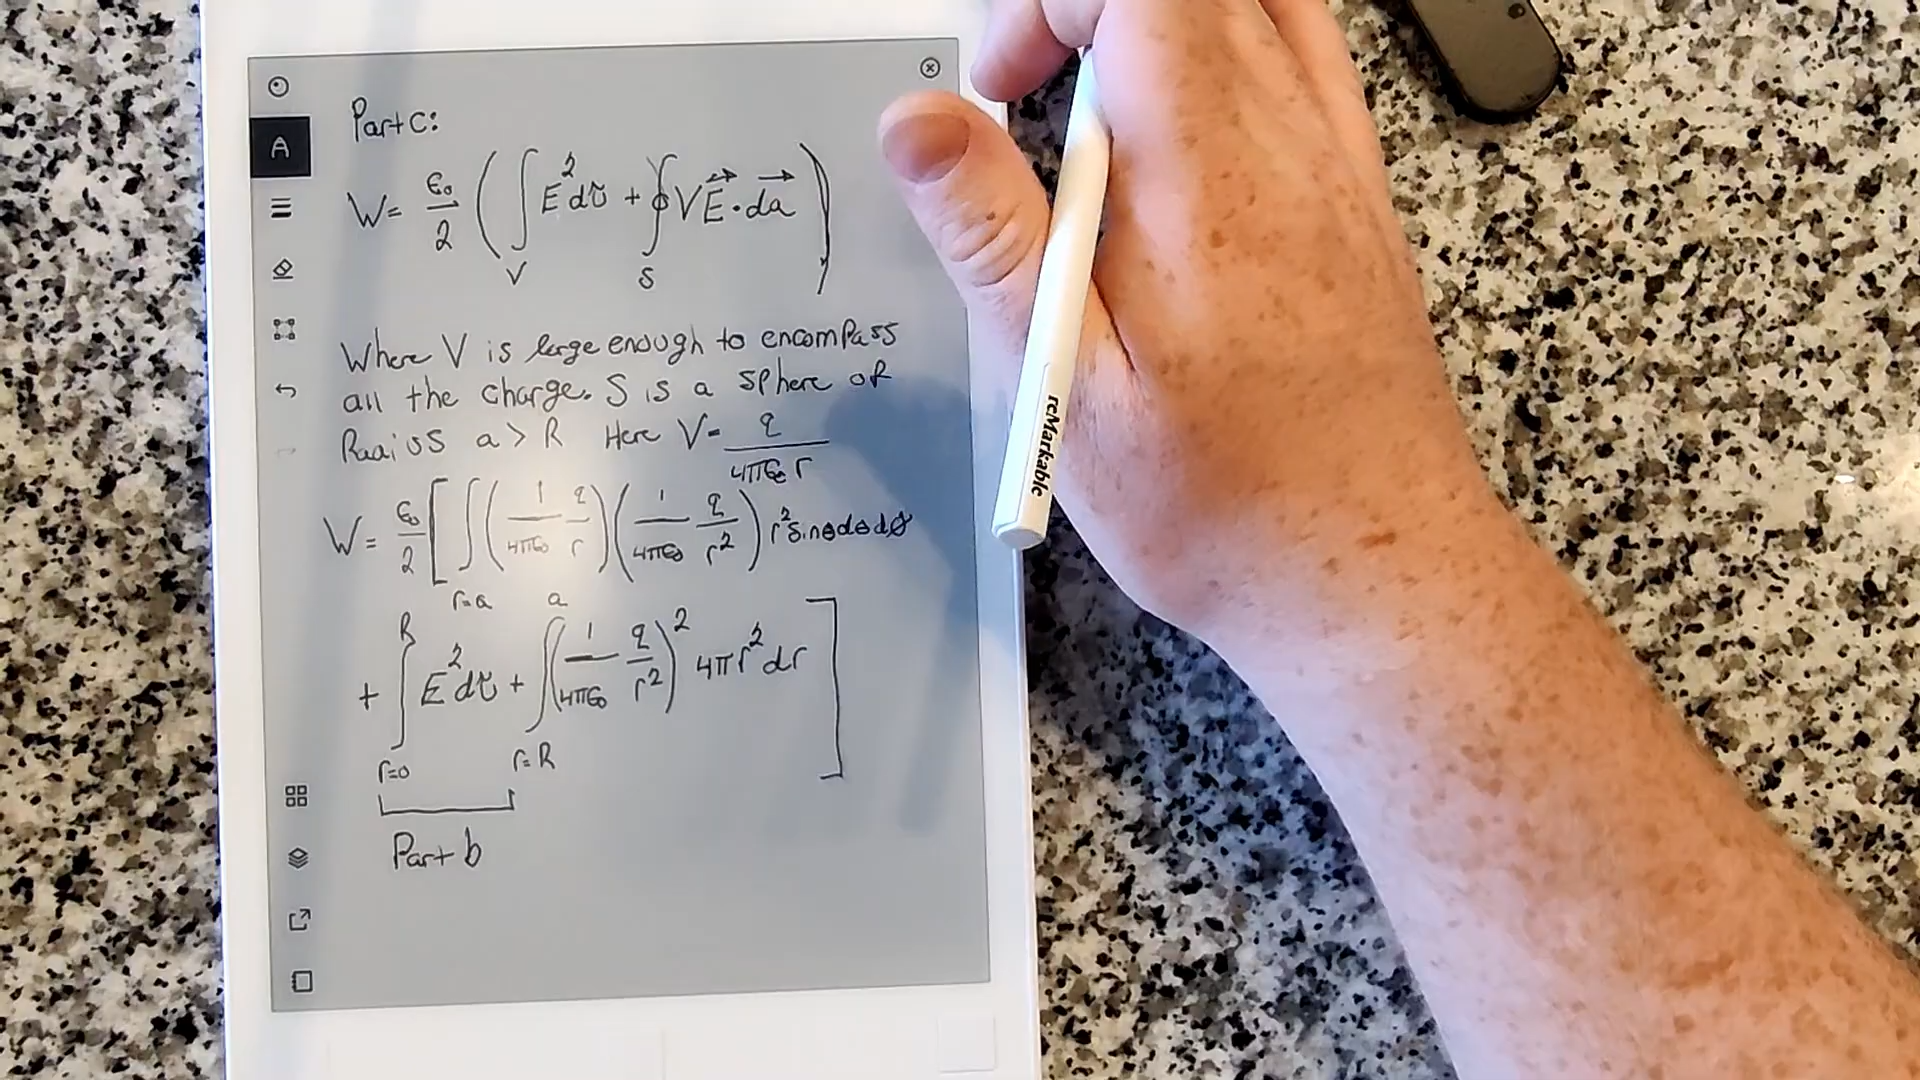 Part C:
W = ϵ₀/2 ( ∫_V E² dτ + ∮_S V E⃗ · da⃗ )
Where V is large enough to encompass
all the charge. S is a sphere of
Radius a > R Here V = q/(4πϵ₀ r)
W = ϵ₀/2 [ ∫_{r=a} (1/(4πϵ₀) q/r) (1/(4πϵ₀) q/r²) r² sinθ dθ dϕ
+ ∫_{r=0}^{R} E² dτ + ∫_{r=R}^{a} (1/(4πϵ₀) q/r²)² 4πr² dr ]
Part b
A
reMarkable